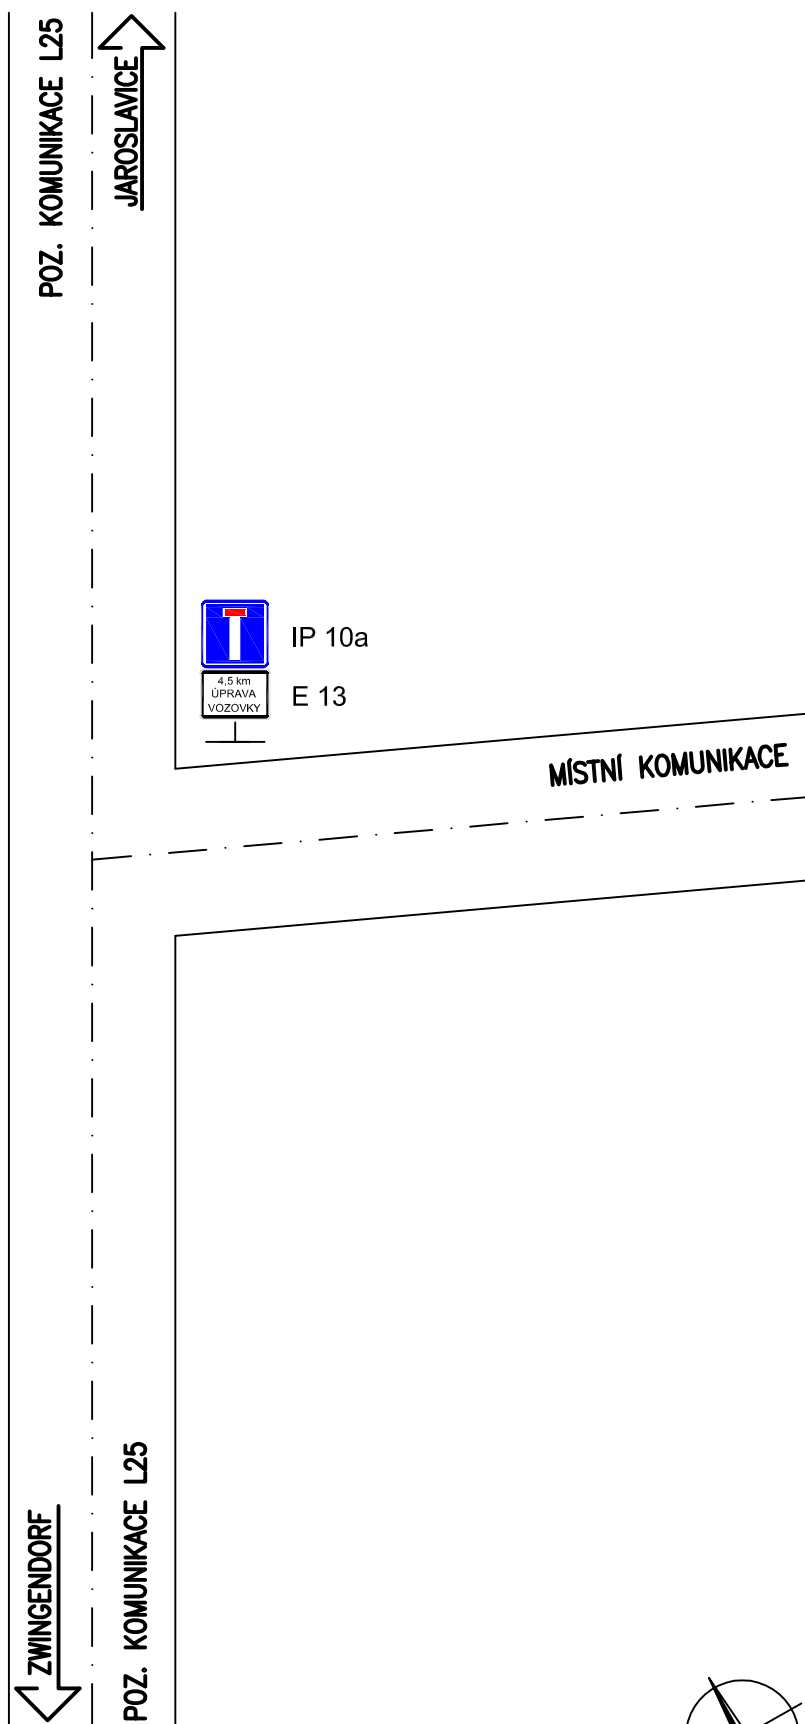 POZ. KOMUNIKACE L25
JAROSLAVICE
IP 10a
4,5 km
ÚPRAVA
VOZOVKY
E 13
MÍSTNÍ KOMUNIKACE
ZWINGENDORF
POZ. KOMUNIKACE L25